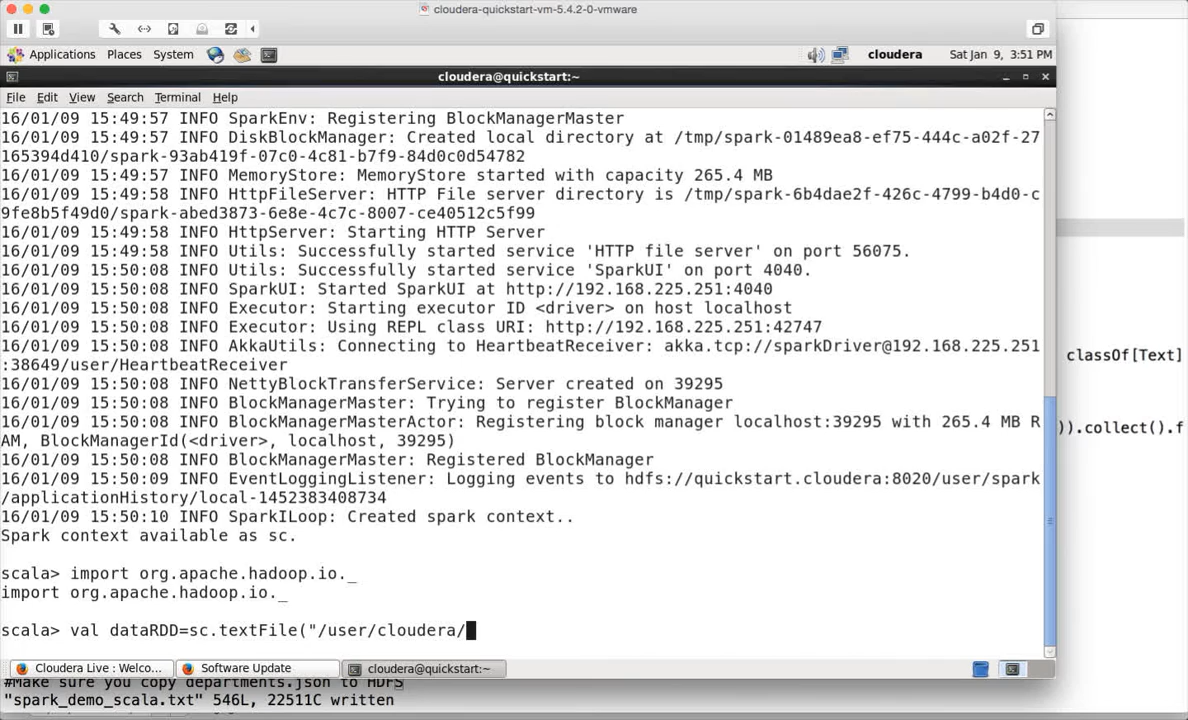 cloudera-quickstart-vm-5.4.2-0-vmware
Applications Places System cloudera Sat Jan 9, 3:51 PM
cloudera@quickstart:~
File Edit View Search Terminal Help
16/01/09 15:49:57 INFO SparkEnv: Registering BlockManagerMaster
16/01/09 15:49:57 INFO DiskBlockManager: Created local directory at /tmp/spark-01489ea8-ef75-444c-a02f-27
165394d410/spark-93ab419f-07c0-4c81-b7f9-84d0c0d54782
16/01/09 15:49:57 INFO MemoryStore: MemoryStore started with capacity 265.4 MB
16/01/09 15:49:58 INFO HttpFileServer: HTTP File server directory is /tmp/spark-6b4dae2f-426c-4799-b4d0-c
9fe8b5f49d0/spark-abed3873-6e8e-4c7c-8007-ce40512c5f99
16/01/09 15:49:58 INFO HttpServer: Starting HTTP Server
16/01/09 15:49:58 INFO Utils: Successfully started service 'HTTP file server' on port 56075.
16/01/09 15:50:08 INFO Utils: Successfully started service 'SparkUI' on port 4040.
16/01/09 15:50:08 INFO SparkUI: Started SparkUI at http://192.168.225.251:4040
16/01/09 15:50:08 INFO Executor: Starting executor ID <driver> on host localhost
16/01/09 15:50:08 INFO Executor: Using REPL class URI: http://192.168.225.251:42747
16/01/09 15:50:08 INFO AkkaUtils: Connecting to HeartbeatReceiver: akka.tcp://sparkDriver@192.168.225.251
:38649/user/HeartbeatReceiver
classOf[Text]
16/01/09 15:50:08 INFO NettyBlockTransferService: Server created on 39295
16/01/09 15:50:08 INFO BlockManagerMaster: Trying to register BlockManager
16/01/09 15:50:08 INFO BlockManagerMasterActor: Registering block manager localhost:39295 with 265.4 MB R
AM, BlockManagerId(<driver>, localhost, 39295)
)).collect().f
16/01/09 15:50:08 INFO BlockManagerMaster: Registered BlockManager
16/01/09 15:50:09 INFO EventLoggingListener: Logging events to hdfs://quickstart.cloudera:8020/user/spark
/applicationHistory/local-1452383408734
16/01/09 15:50:10 INFO SparkILoop: Created spark context..
Spark context available as sc.
scala> import org.apache.hadoop.io._
import org.apache.hadoop.io._
scala> val dataRDD=sc.textFile("/user/cloudera/
Cloudera Live : Welco... Software Update cloudera@quickstart:~
#Make sure you copy departments.json to HDFS
"spark_demo_scala.txt" 546L, 22511C written